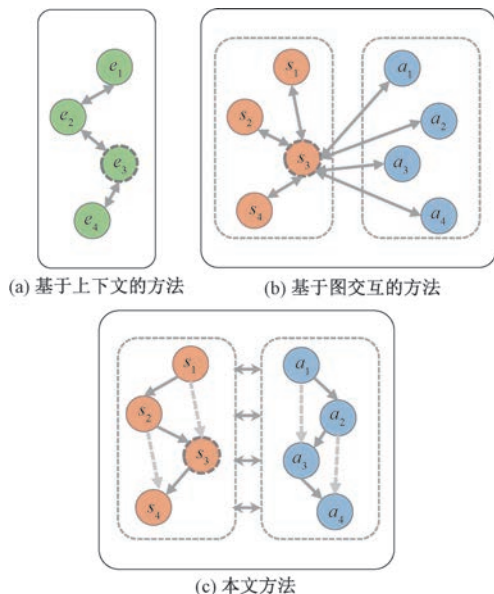 e1
e2
e3
e4
(a) 基于上下文的方法
s1
s2
s3
s4
a1
a2
a3
a4
(b) 基于图交互的方法
s1
s2
s3
s4
a1
a2
a3
a4
(c) 本文方法